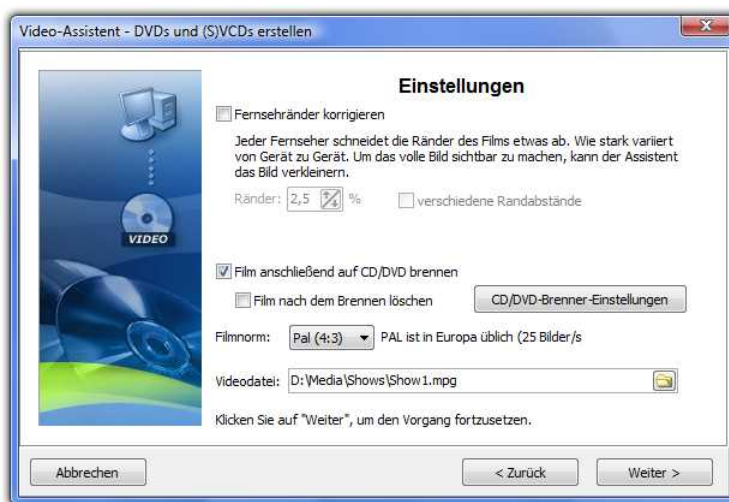 Video-Assistent - DVDs und (S)VCDs erstellen
Einstellungen
Fernsehränder korrigieren
Jeder Fernseher schneidet die Ränder des Films etwas ab. Wie stark variiert
von Gerät zu Gerät. Um das volle Bild sichtbar zu machen, kann der Assistent
das Bild verkleinern.
Ränder: 2,5 % verschiedene Randabstände
VIDEO
Film anschließend auf CD/DVD brennen
Film nach dem Brennen löschen CD/DVD-Brenner-Einstellungen
Filmnorm: Pal (4:3) PAL ist in Europa üblich (25 Bilder/s
Videodatei: D:\Media\Shows\Show1.mpg
Klicken Sie auf "Weiter", um den Vorgang fortzusetzen.
Abbrechen < Zurück Weiter >